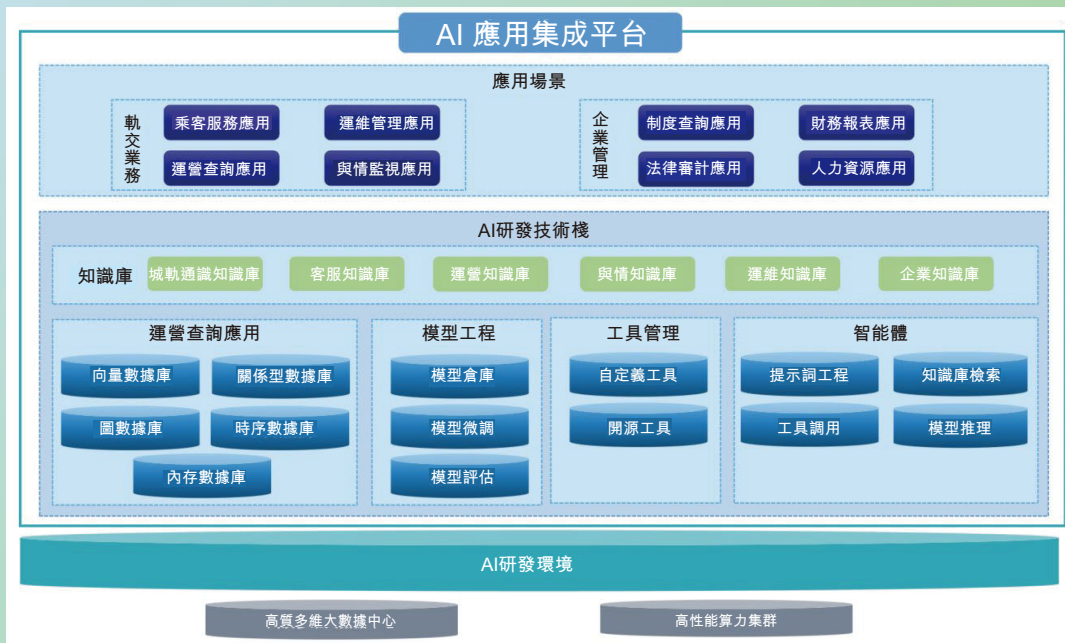 AI 應用集成平台
應用場景
軌交業務
乘客服務應用
運維管理應用
運營查詢應用
與情監視應用
企業管理
制度查詢應用
財務報表應用
法律審計應用
人力資源應用
AI研發技術棧
知識庫
城軌通識知識庫
客服知識庫
運營知識庫
與情知識庫
運維知識庫
企業知識庫
運營查詢應用
向量數據庫
關係型數據庫
圖數據庫
時序數據庫
內存數據庫
模型工程
模型倉庫
模型微調
模型評估
工具管理
自定義工具
開源工具
智能體
提示詞工程
知識庫檢索
工具調用
模型推理
AI研發環境
高質多維大數據中心
高性能算力集群